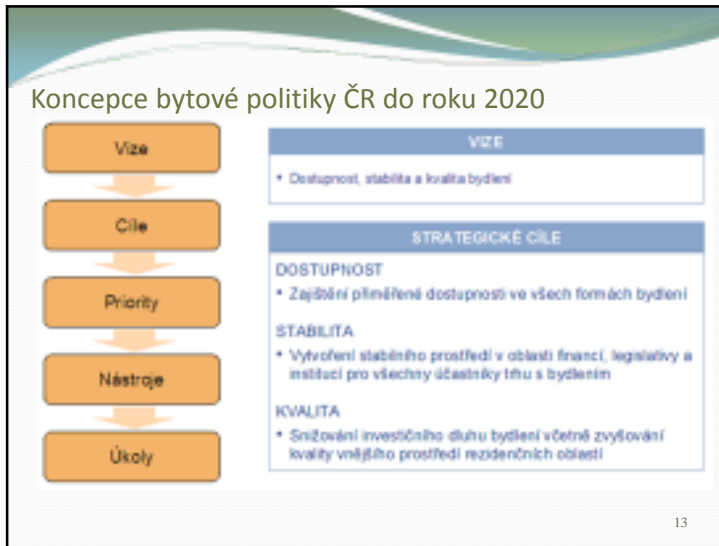 Koncepce bytové politiky ČR do roku 2020
Vize
Cíle
Priority
Nástroje
Úkoly
VIZE
• Dostupnost, stabilita a kvalita bydlení
STRATEGICKÉ CÍLE
DOSTUPNOST
• Zajištění přiměřené dostupnosti ve všech formách bydlení
STABILITA
• Vytvoření stabilního prostředí v oblasti financí, legislativy a
institucí pro všechny účastníky trhu s bydlením
KVALITA
• Snižování investičního dluhu bydlení včetně zvyšování
kvality vnějšího prostředí rezidenčních oblastí
13